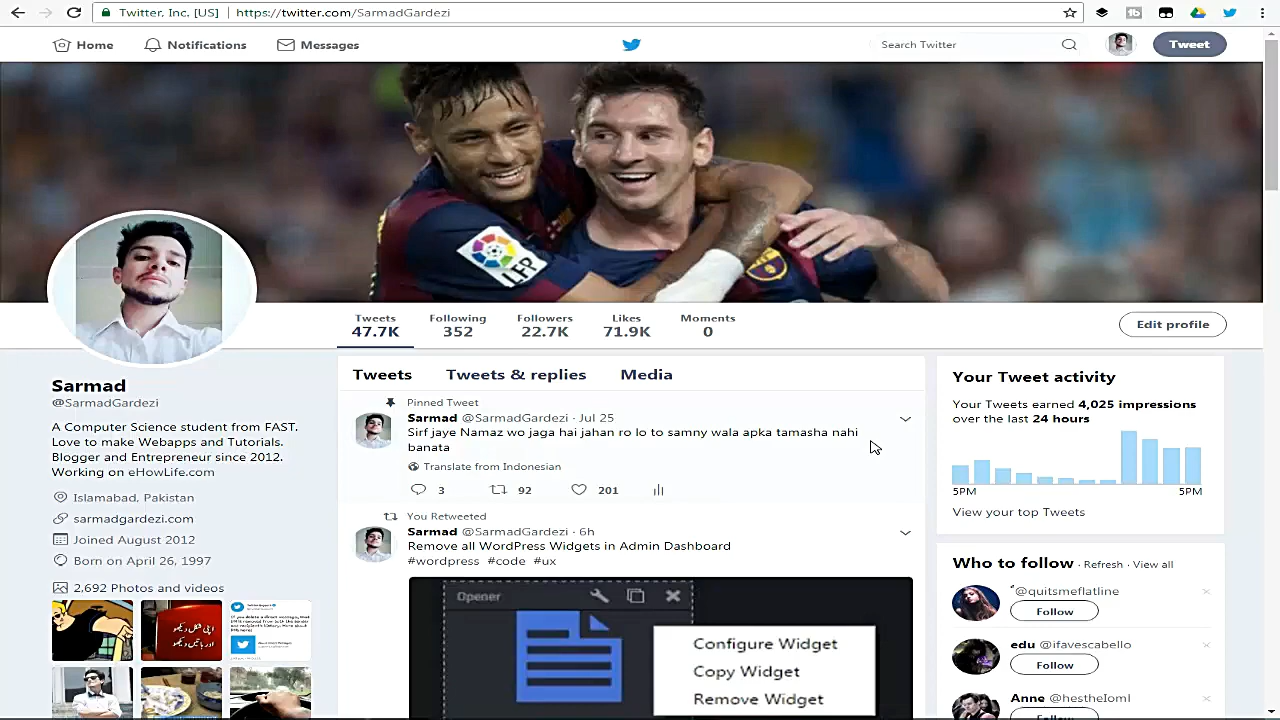 Twitter, Inc. [US] | https://twitter.com/SarmadGardezi
Home Notifications Messages Search Twitter Tweet
LFP
Tweets Following Followers Likes Moments
47.7K 352 22.7K 71.9K 0
Edit profile
Sarmad
@SarmadGardezi
A Computer Science student from FAST.
Love to make Webapps and Tutorials.
Blogger and Entrepreneur since 2012.
Working on eHowLife.com
Islamabad, Pakistan
sarmadgardezi.com
Joined August 2012
Born on April 26, 1997
2,692 Photos and videos
Tweets Tweets & replies Media
Pinned Tweet
Sarmad @SarmadGardezi · Jul 25
Sirf jaye Namaz wo jaga hai jahan ro lo to samny wala apka tamasha nahi
banata
Translate from Indonesian
3 92 201
You Retweeted
Sarmad @SarmadGardezi · 6h
Remove all WordPress Widgets in Admin Dashboard
#wordpress #code #ux
Opener
Configure Widget
Copy Widget
Remove Widget
Your Tweet activity
Your Tweets earned 4,025 impressions
over the last 24 hours
5PM 5PM
View your top Tweets
Who to follow · Refresh · View all
@quitsmeflatline
Follow
edu @ifavescabello
Follow
Anne @hestheloml
Follow